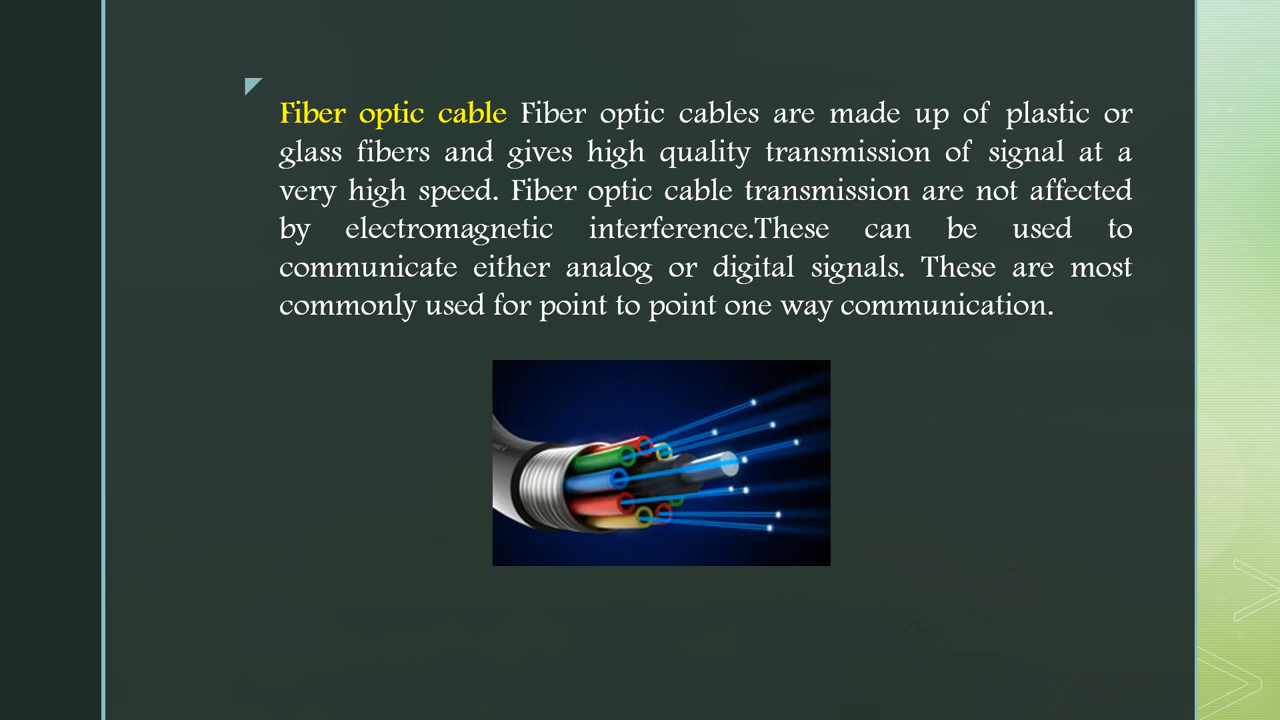 Fiber optic cable Fiber optic cables are made up of plastic or
glass fibers and gives high quality transmission of signal at a
very high speed. Fiber optic cable transmission are not affected
by electromagnetic interference.These can be used to
communicate either analog or digital signals. These are most
commonly used for point to point one way communication.